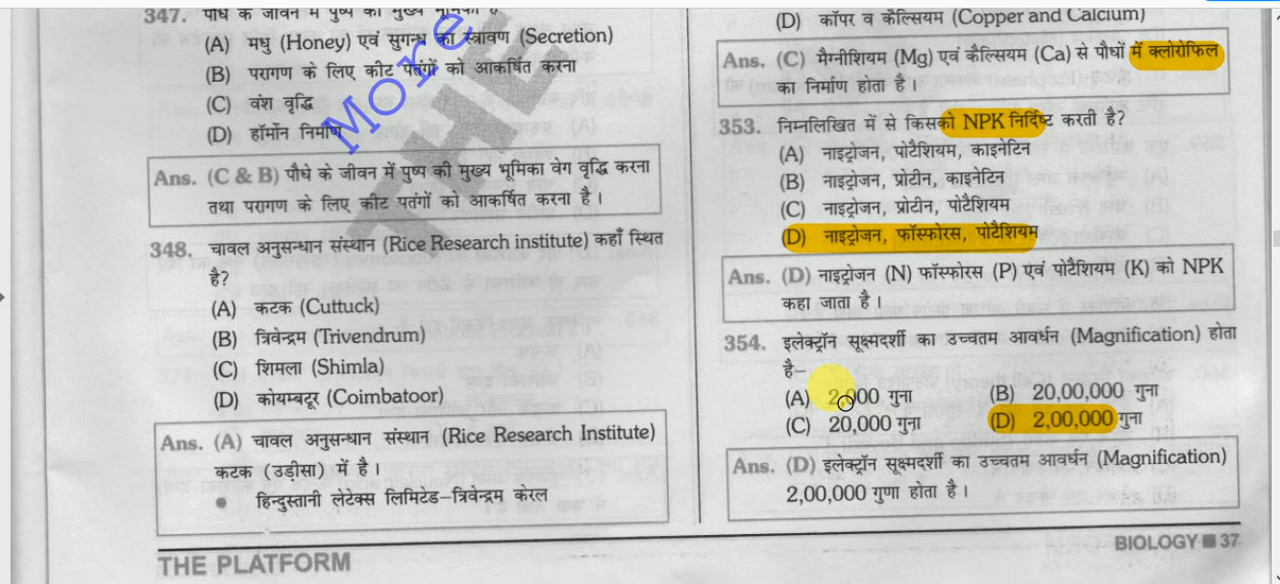 347. पौधे के जीवन में पुष्प की मुख्य भूमिका है
(A) मधु (Honey) एवं सुगन्ध का स्त्रावण (Secretion)
(B) परागण के लिए कीट पतंगों को आकर्षित करना
(C) वंश वृद्धि
(D) हॉर्मोन निर्माण
Ans. (C & B) पौधे के जीवन में पुष्प की मुख्य भूमिका वेग वृद्धि करना
तथा परागण के लिए कीट पतंगों को आकर्षित करना है।
348. चावल अनुसन्धान संस्थान (Rice Research institute) कहाँ स्थित
है?
(A) कटक (Cuttuck)
(B) त्रिवेन्द्रम (Trivendrum)
(C) शिमला (Shimla)
(D) कोयम्बटूर (Coimbatoor)
Ans. (A) चावल अनुसन्धान संस्थान (Rice Research Institute)
कटक (उडीसा) में है।
• हिन्दुस्तानी लेटेक्स लिमिटेड–त्रिवेन्द्रम केरल
THE PLATFORM
More
THE
(D) कॉपर व कैल्सियम (Copper and Calcium)
Ans. (C) मैग्नीशियम (Mg) एवं कैल्सियम (Ca) से पौधों में क्लोरोफिल
का निर्माण होता है।
353. निम्नलिखित में से किसको NPK निर्दिष्ट करती है?
(A) नाइट्रोजन, पोटैशियम, काइनेटिन
(B) नाइट्रोजन, प्रोटीन, काइनेटिन
(C) नाइट्रोजन, प्रोटीन, पोटैशियम
(D) नाइट्रोजन, फॉस्फोरस, पोटैशियम
Ans. (D) नाइट्रोजन (N) फॉस्फोरस (P) एवं पोटैशियम (K) को NPK
कहा जाता है।
354. इलेक्ट्रॉन सूक्ष्मदर्शी का उच्चतम आवर्धन (Magnification) होता
है–
(A) 2,000 गुना (B) 20,00,000 गुना
(C) 20,000 गुना (D) 2,00,000 गुना
Ans. (D) इलेक्ट्रॉन सूक्ष्मदर्शी का उच्चतम आवर्धन (Magnification)
2,00,000 गुणा होता है।
BIOLOGY ■ 37